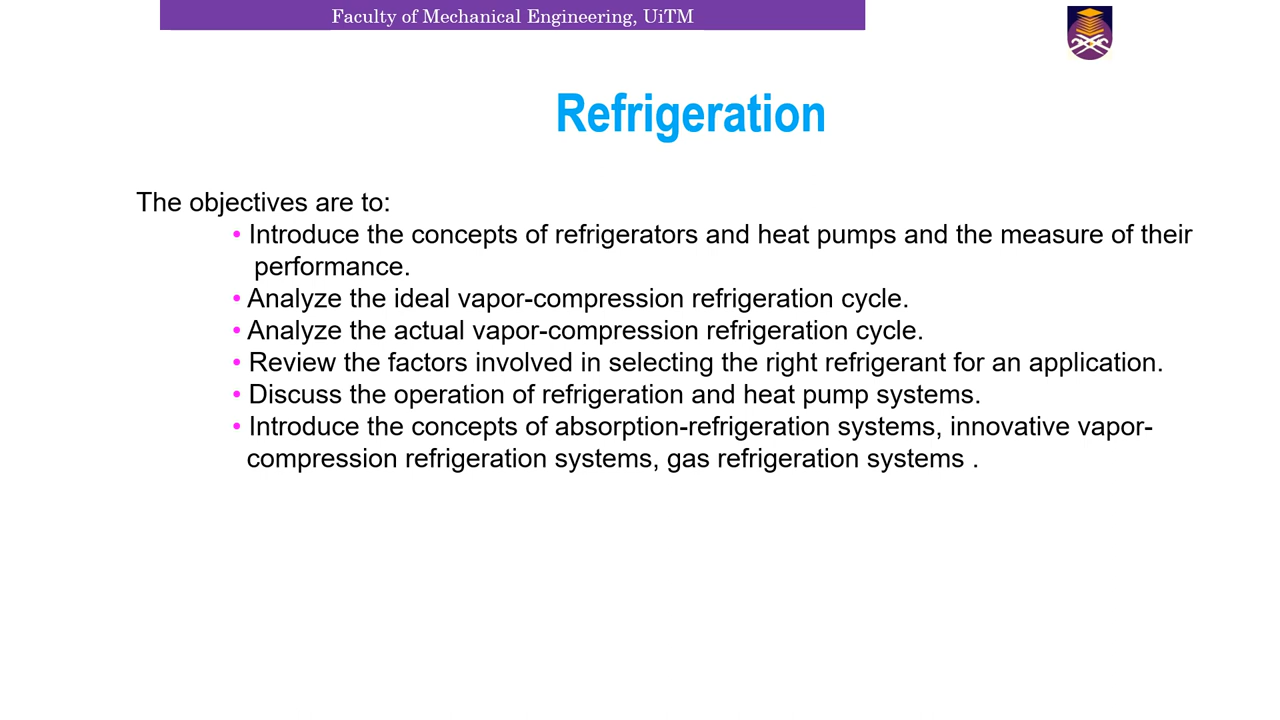 Faculty of Mechanical Engineering, UiTM
Refrigeration
The objectives are to:
• Introduce the concepts of refrigerators and heat pumps and the measure of their
performance.
• Analyze the ideal vapor-compression refrigeration cycle.
• Analyze the actual vapor-compression refrigeration cycle.
• Review the factors involved in selecting the right refrigerant for an application.
• Discuss the operation of refrigeration and heat pump systems.
• Introduce the concepts of absorption-refrigeration systems, innovative vapor-
compression refrigeration systems, gas refrigeration systems .